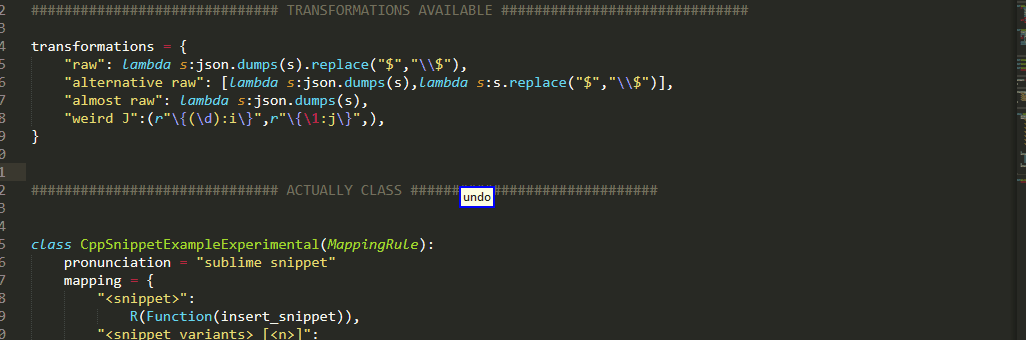 2 ############################## TRANSFORMATIONS AVAILABLE ##############################
3
4 transformations = {
5     "raw": lambda s:json.dumps(s).replace("$","\\$"),
6     "alternative raw": [lambda s:json.dumps(s),lambda s:s.replace("$","\\$")],
7     "almost raw": lambda s:json.dumps(s),
8     "weird J":(r"\{(\d):i\}",r"\{\1:j\}",),
9 }
0
1
2 ############################## ACTUALLY CLASS ##############################
undo
3
4
5 class CppSnippetExampleExperimental(MappingRule):
6     pronunciation = "sublime snippet"
7     mapping = {
8         "<snippet>":
9             R(Function(insert_snippet)),
0         "<snippet_variants> [<n>]":